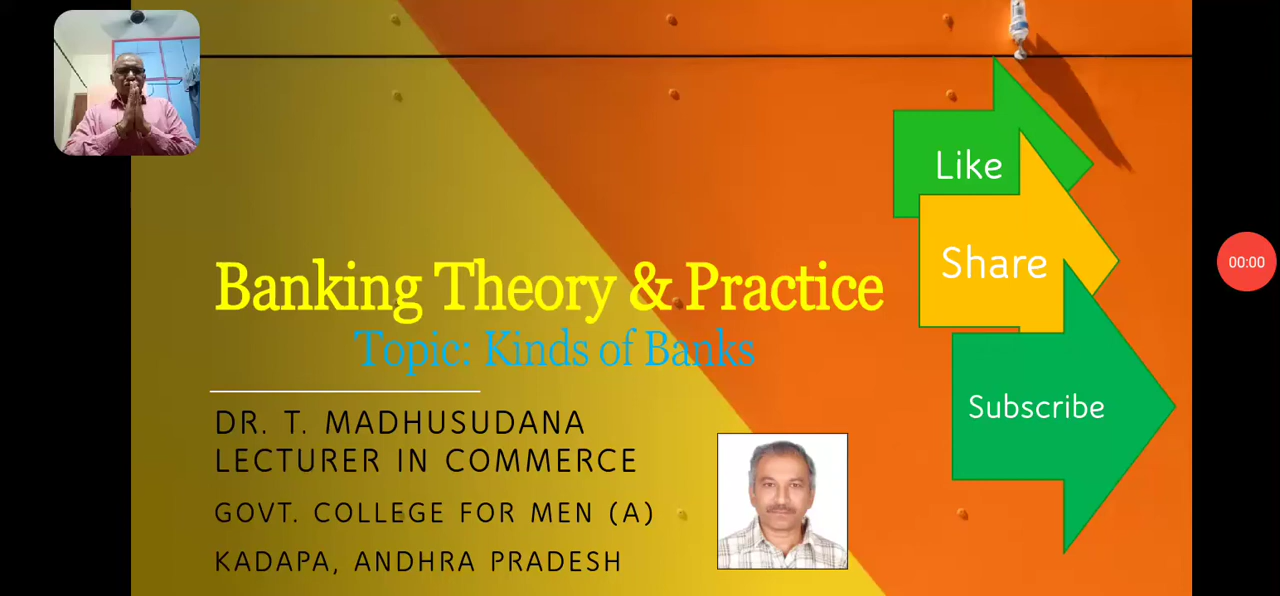 Like
Share
Banking Theory & Practice
Topic: Kinds of Banks
Subscribe
DR. T. MADHUSUDANA
LECTURER IN COMMERCE
GOVT. COLLEGE FOR MEN (A)
KADAPA, ANDHRA PRADESH
00:00